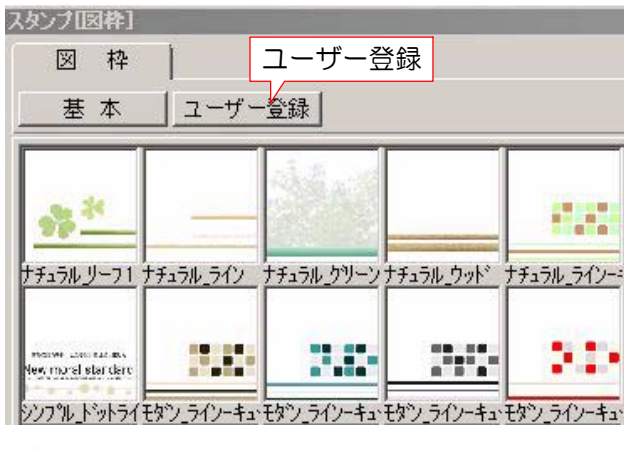 スタンプ[図枠]
図 枠
ユーザー登録
基 本
ユーザー登録
ナチュラル_リーフ1
ナチュラル_ライン
ナチュラル_グリーン
ナチュラル_ウッド
ナチュラル_ライン-キ
New moral standard
シンプル_ドットライ
モダン_ライン-キュ
モダン_ライン-キュ
モダン_ライン-キュ
モダン_ライン-キュ